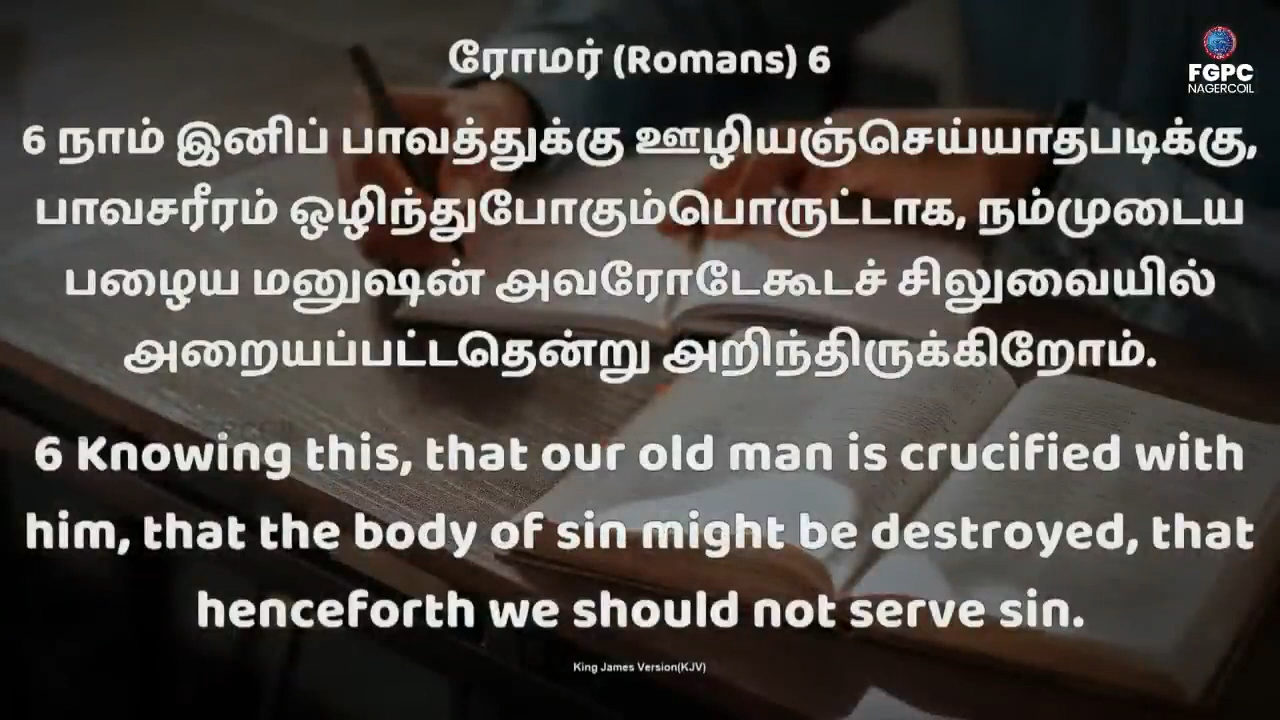 ரோமர் (Romans) 6
FGPC
NAGERCOIL
6 நாம் இனிப் பாவத்துக்கு ஊழியஞ்செய்யாதபடிக்கு,
பாவசரீரம் ஒழிந்துபோகும்பொருட்டாக, நம்முடைய
பழைய மனுஷன் அவரோடேகூடச் சிலுவையில்
அறையப்பட்டதென்று அறிந்திருக்கிறோம்.
6 Knowing this, that our old man is crucified with
him, that the body of sin might be destroyed, that
henceforth we should not serve sin.
King James Version(KJV)